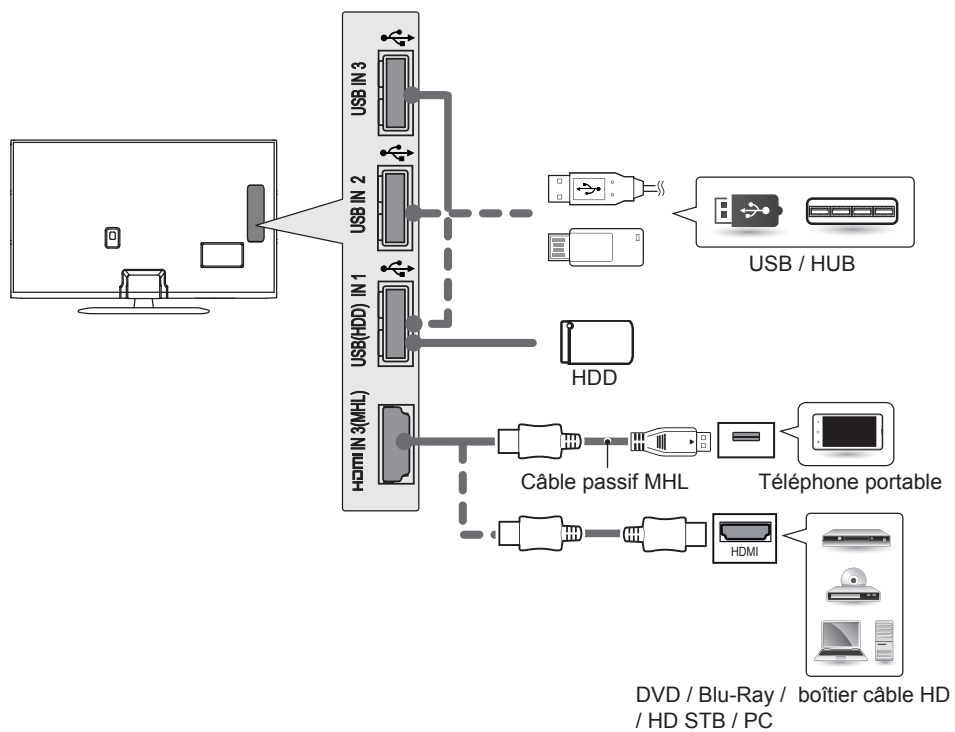 USB IN 3
USB IN 2
USB(HDD) IN 1
HDMI IN 3(MHL)
USB / HUB
HDD
Câble passif MHL
Téléphone portable
HDMI
DVD / Blu-Ray / boîtier câble HD
/ HD STB / PC